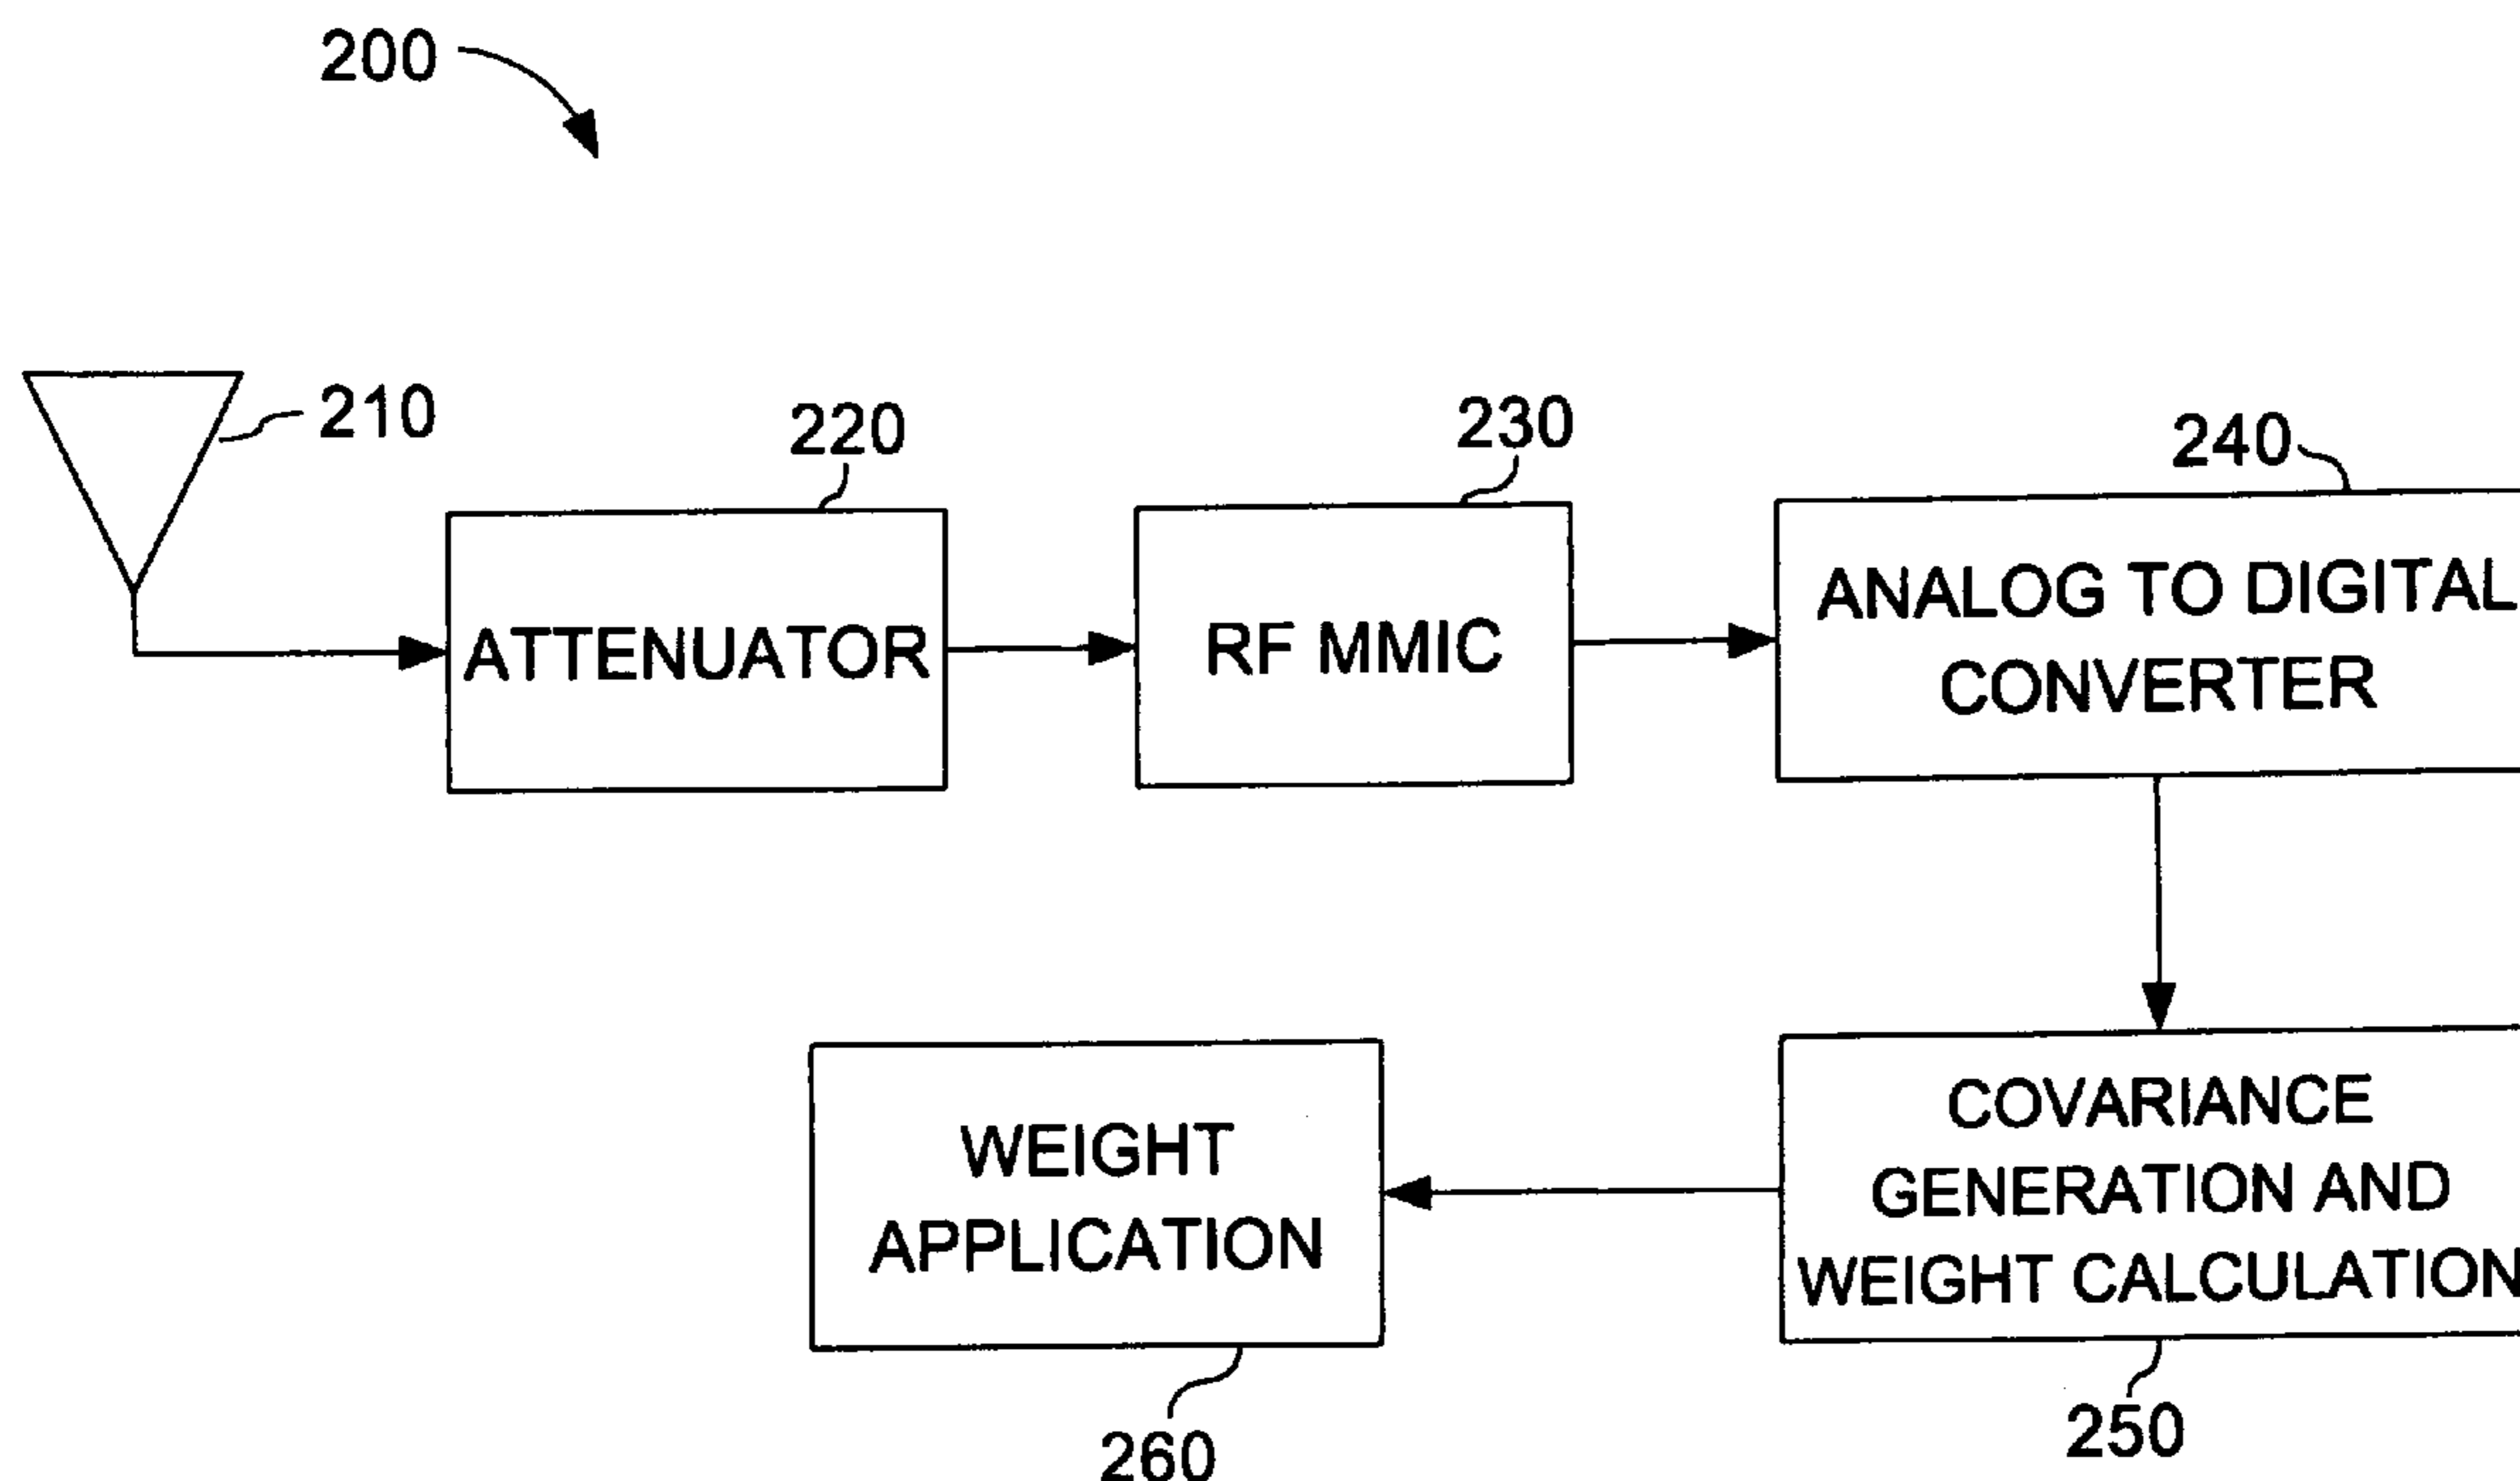 200
210
220
230
240
ATTENUATOR
RF MMIC
ANALOG TO DIGITAL
CONVERTER
WEIGHT
APPLICATION
COVARIANCE
GENERATION AND
WEIGHT CALCULATION
260
250